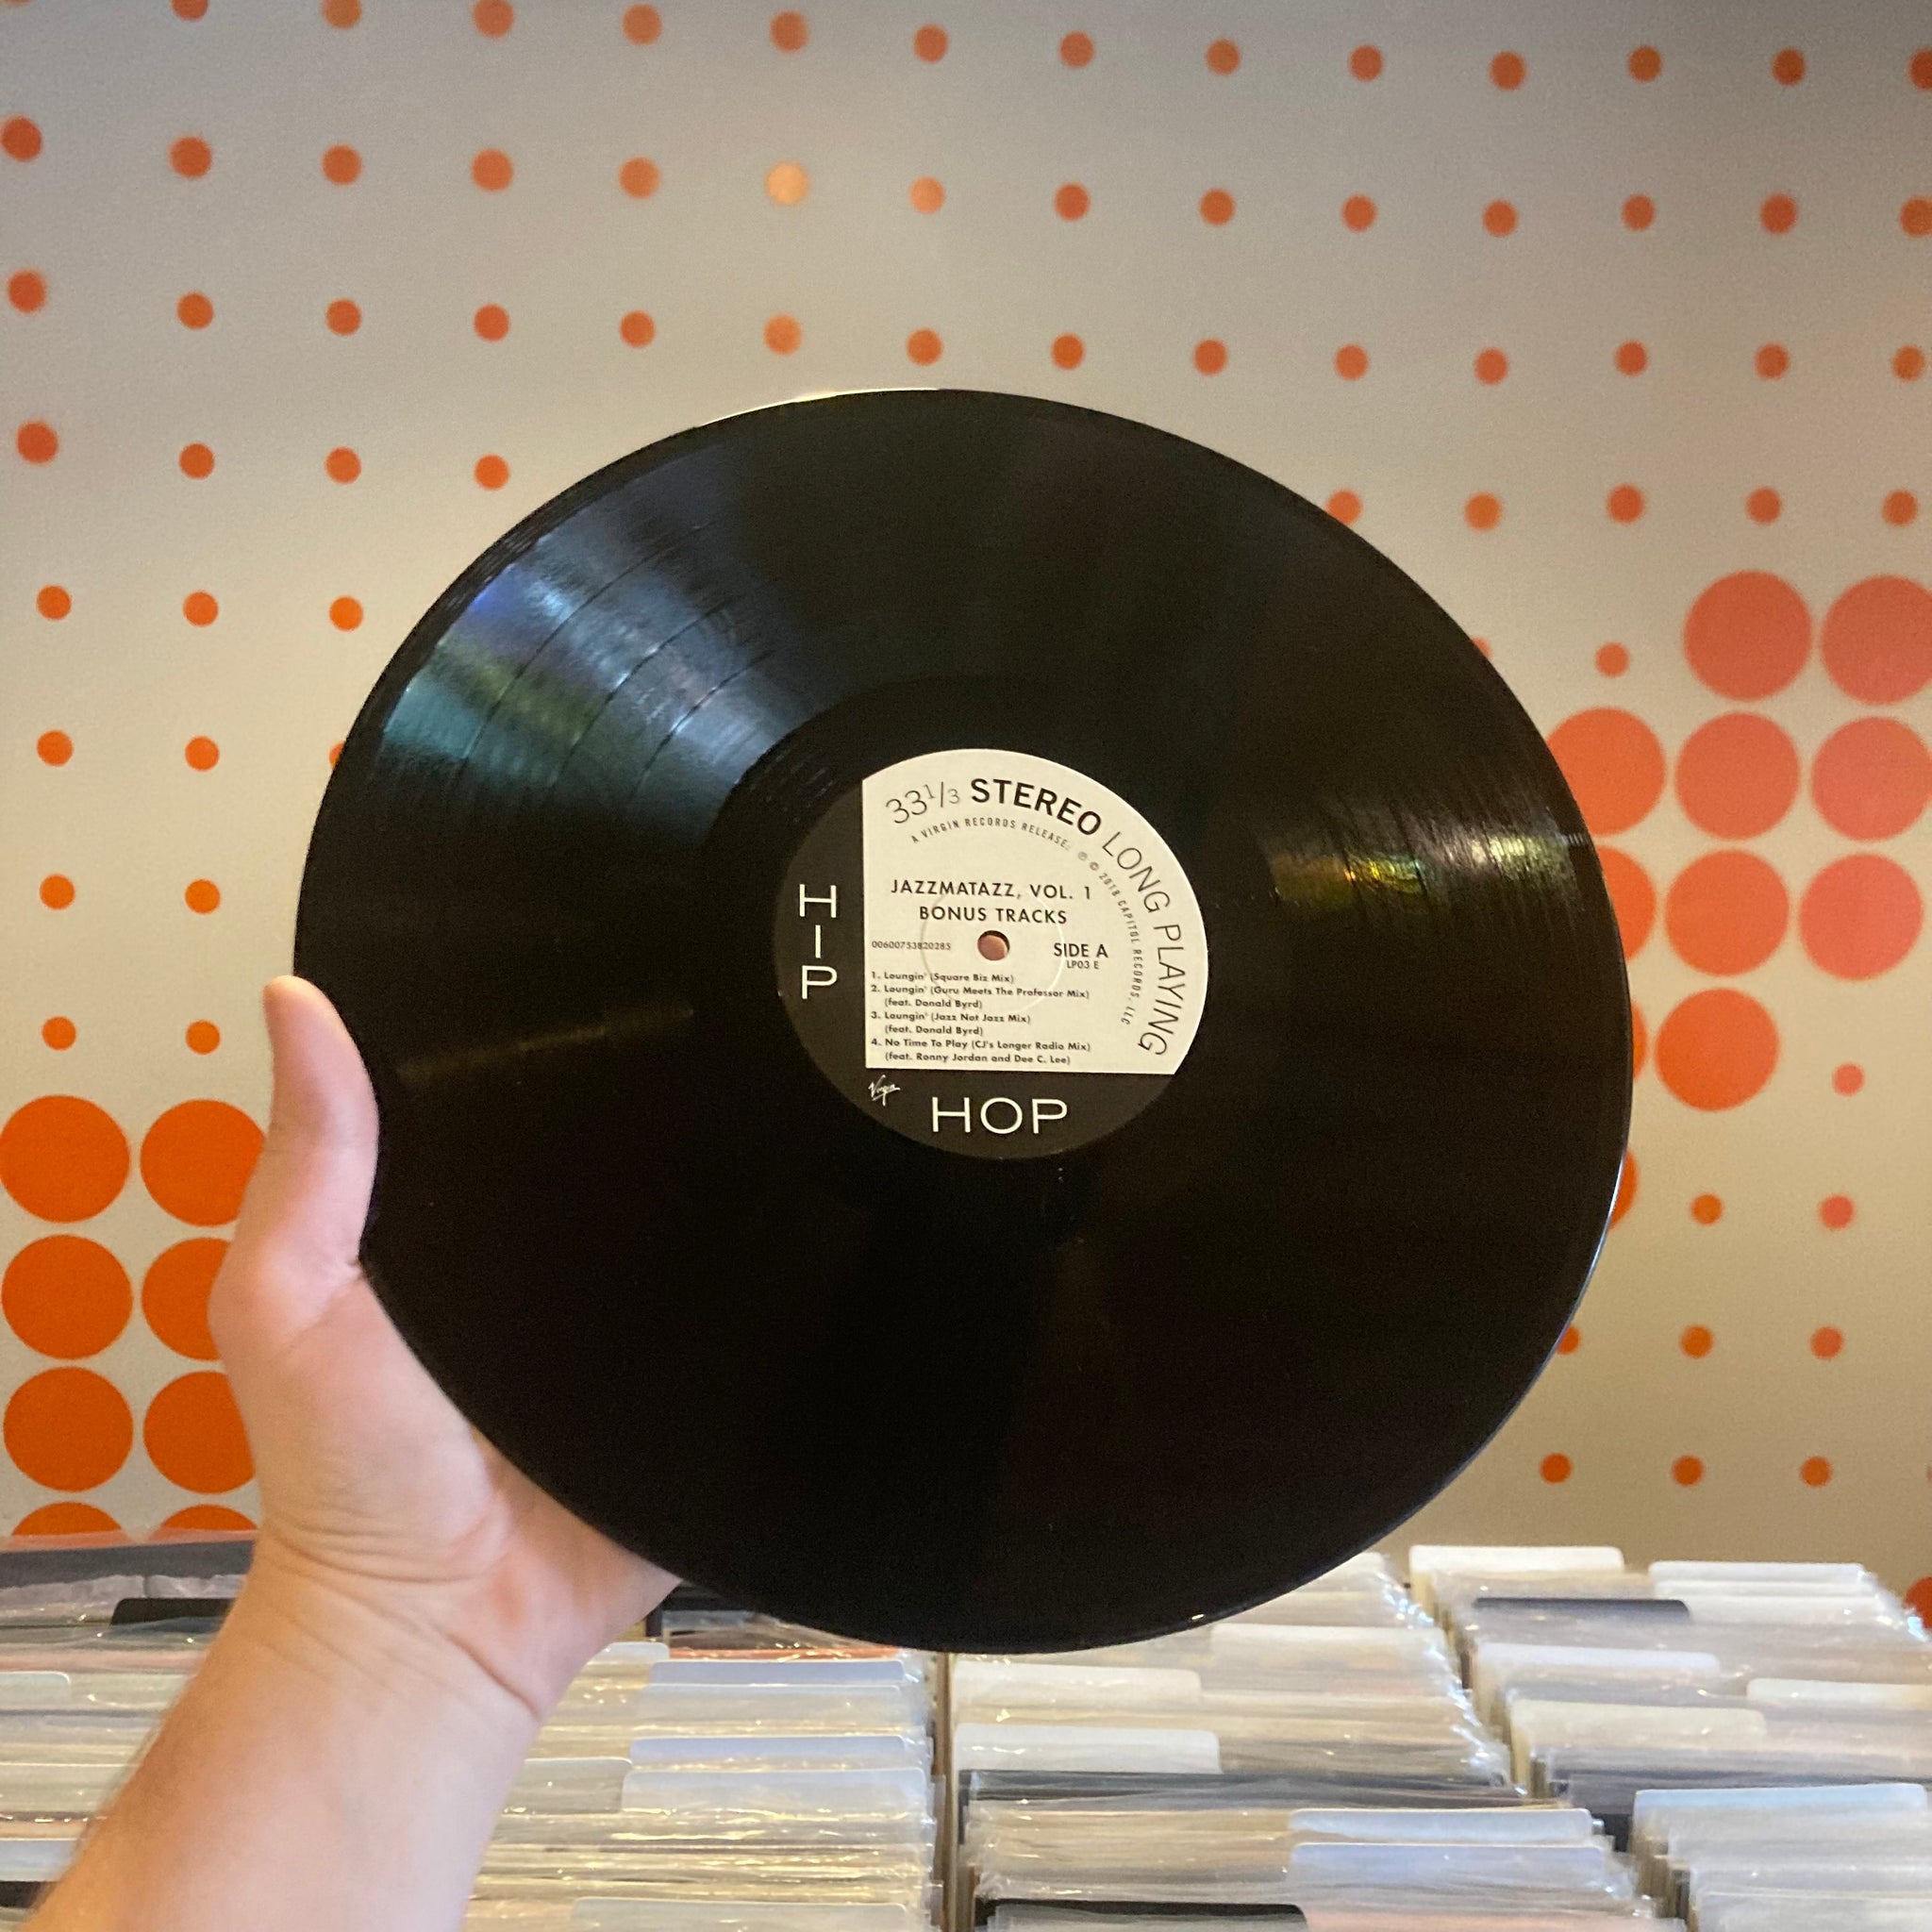 33 1/3 STEREO LONG PLAYING
A VIRGIN RECORDS RELEASE. ℗ © 2018 CAPITOL RECORDS, LLC
JAZZMATAZZ, VOL. 1
BONUS TRACKS
00600753820285
SIDE A
LP03 E
1. Loungin' (Square Biz Mix)
2. Loungin' (Guru Meets The Professor Mix)
(feat. Donald Byrd)
3. Loungin' (Jazz Not Jazz Mix)
(feat. Donald Byrd)
4. No Time To Play (CJ's Longer Radio Mix)
(feat. Ronny Jordan and Dee C. Lee)
HIP
Virgin
HOP